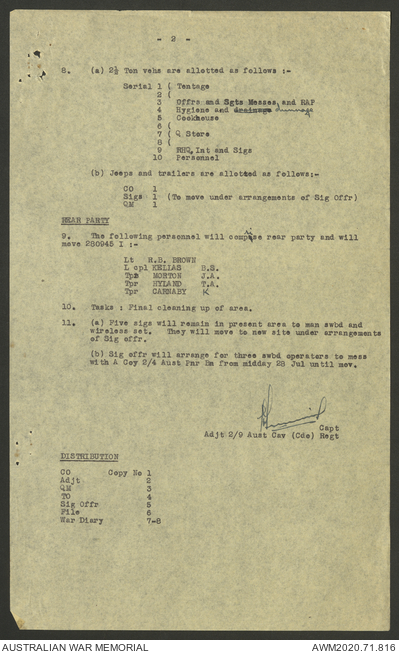 - 2 -
8. (a) 2½ Ton vehs are allotted as follows :-
Serial 1 ( Tentage
2 (
3 Offrs and Sgts Messes, and RAP
4 Hygiene and drainage
5 Cookhouse
6 (
7 ( Q Store
8 (
9 RHQ, Int and Sigs
10 Personnel
(b) Jeeps and trailers are allotted as follows:-
CO 1
Sigs 1 (To move under arrangements of Sig Offr)
QM 1
REAR PARTY
9. The following personnel will comprise rear party and will
move 280945 I :-
Lt R.B. BROWN
L cpl KELIAS B.S.
Tpr MORTON J.A.
Tpr HYLAND T.A.
Tpr CARNABY K
10. Tasks : Final cleaning up of area.
11. (a) Five sigs will remain in present area to man swbd and
wireless set. They will move to new site under arrangements
of Sig offr.
(b) Sig offr will arrange for three swbd operators to mess
with A Coy 2/4 Aust Pnr Bn from midday 28 Jul until mov.
Capt
Adjt 2/9 Aust Cav (Cdo) Regt
DISTRIBUTION
CO Copy No 1
Adjt 2
QM 3
TO 4
Sig Offr 5
File 6
War Diary 7-8
AUSTRALIAN WAR MEMORIAL
AWM2020.71.816